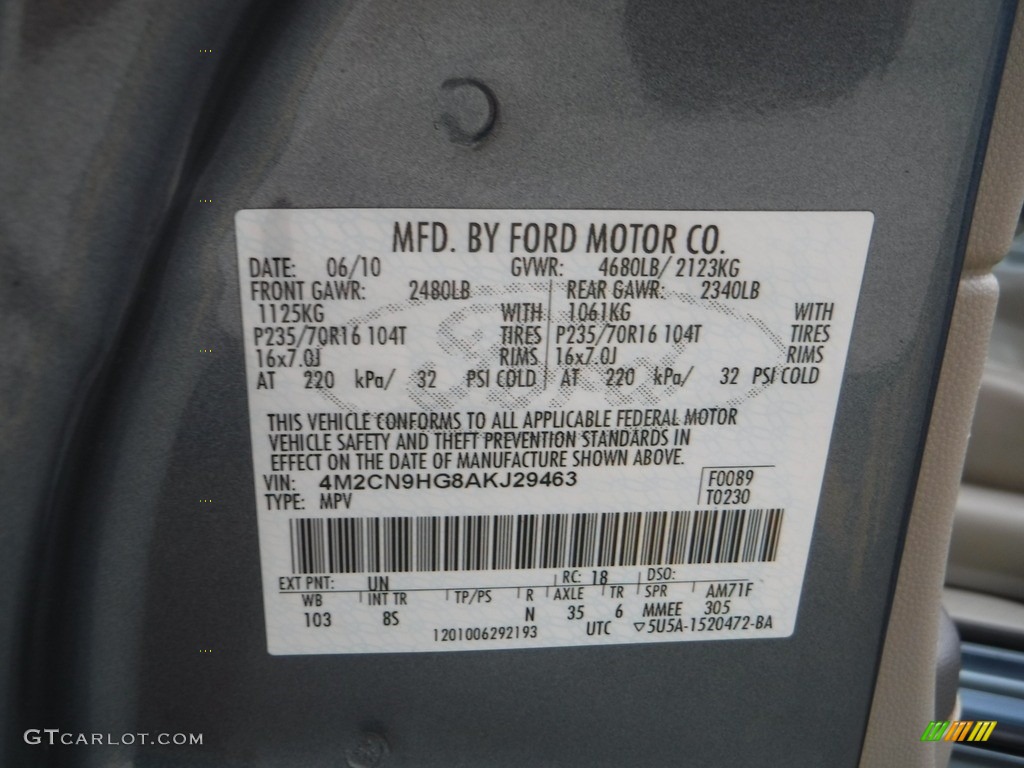 MFD. BY FORD MOTOR CO.
DATE: 06/10 GVWR: 4680LB/ 2123KG
FRONT GAWR: 2480LB REAR GAWR: 2340LB
1125KG WITH 1061KG WITH
P235/70R16 104T TIRES P235/70R16 104T TIRES
16x7.0J RIMS 16x7.0J RIMS
AT 220 kPa/ 32 PSI COLD AT 220 kPa/ 32 PSI COLD
THIS VEHICLE CONFORMS TO ALL APPLICABLE FEDERAL MOTOR
VEHICLE SAFETY AND THEFT PREVENTION STANDARDS IN
EFFECT ON THE DATE OF MANUFACTURE SHOWN ABOVE.
VIN: 4M2CN9HG8AKJ29463 F0089
TYPE: MPV T0230
EXT PNT: UN RC: 18 DSO:
WB INT TR TP/PS R AXLE TR SPR AM71F
103 8S N 35 6 MMEE 305
1201006292193 UTC ▽5U5A-1520472-BA
GTCARLOT.COM